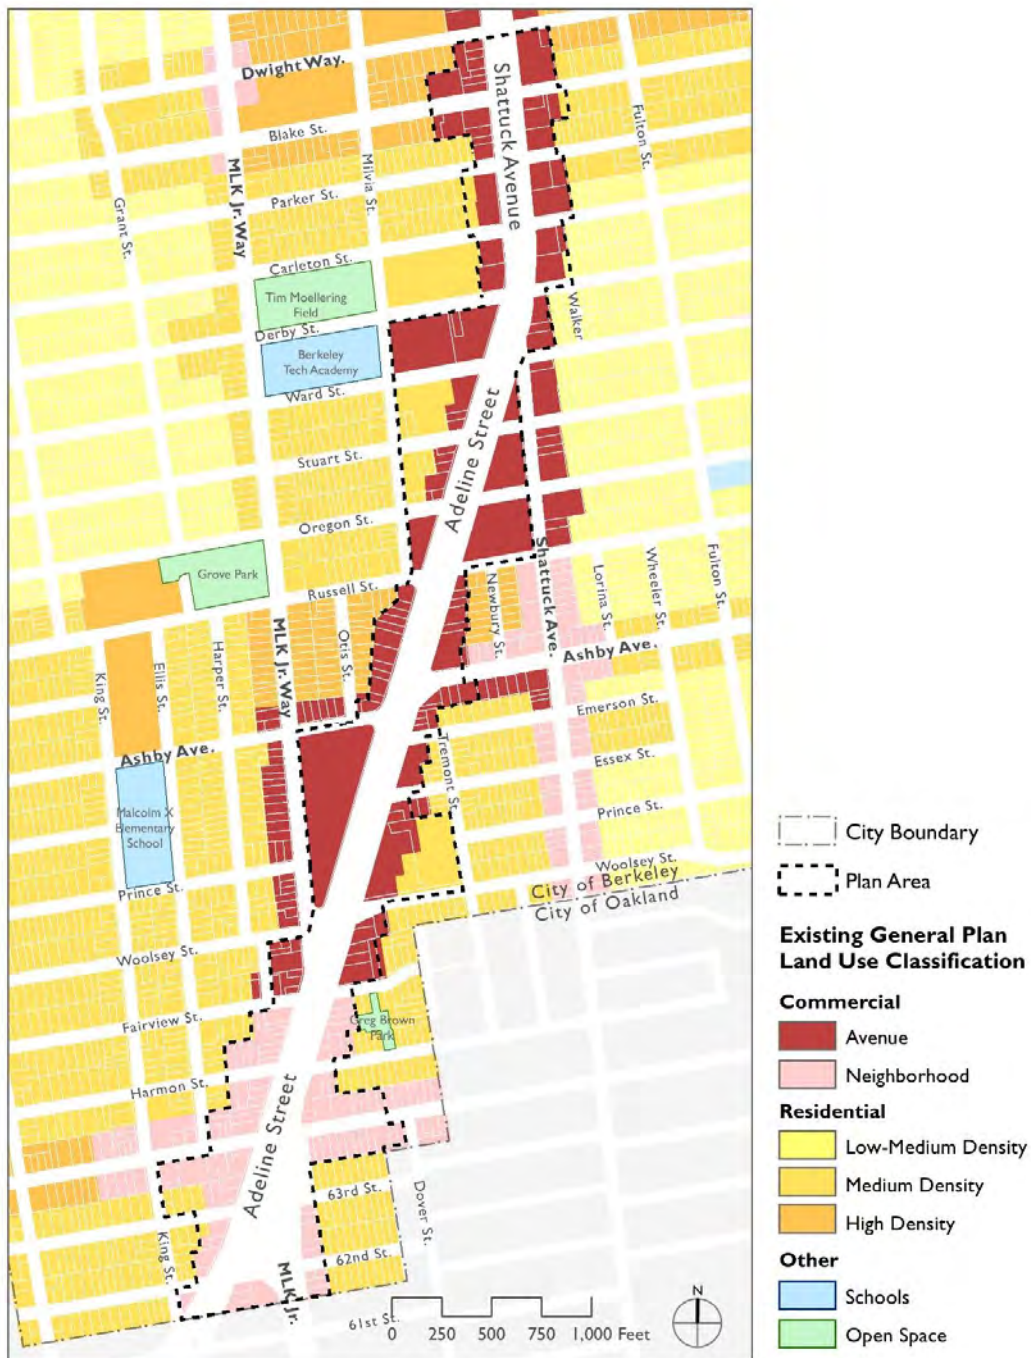 Dwight Way.
Shattuck Avenue
Fulton St.
Blake St.
Milvia St.
MLK Jr. Way
Parker St.
Grant St.
Carleton St.
Tim Moellering
Field
Walker
Derby St.
Berkeley
Tech Academy
Ward St.
Adeline Street
Stuart St.
Oregon St.
Shattuck Ave.
Grove Park
Russell St.
Newbury St.
Lorina St.
Wheeler St.
Fulton St.
MLK Jr. Way
Otis St.
Harper St.
Ellis St.
King St.
Ashby Ave.
Emerson St.
Ashby Ave.
Tremont St.
Essex St.
Malcolm X
Elementary
School
Prince St.
Woolsey St.
City of Berkeley
City of Oakland
Prince St.
Woolsey St.
Fairview St.
Greg Brown
Park
Harmon St.
Adeline Street
63rd St.
Dover St.
King St.
62nd St.
MLK Jr.
61st St.
0 250 500 750 1,000 Feet
N
City Boundary
Plan Area
Existing General Plan
Land Use Classification
Commercial
Avenue
Neighborhood
Residential
Low-Medium Density
Medium Density
High Density
Other
Schools
Open Space